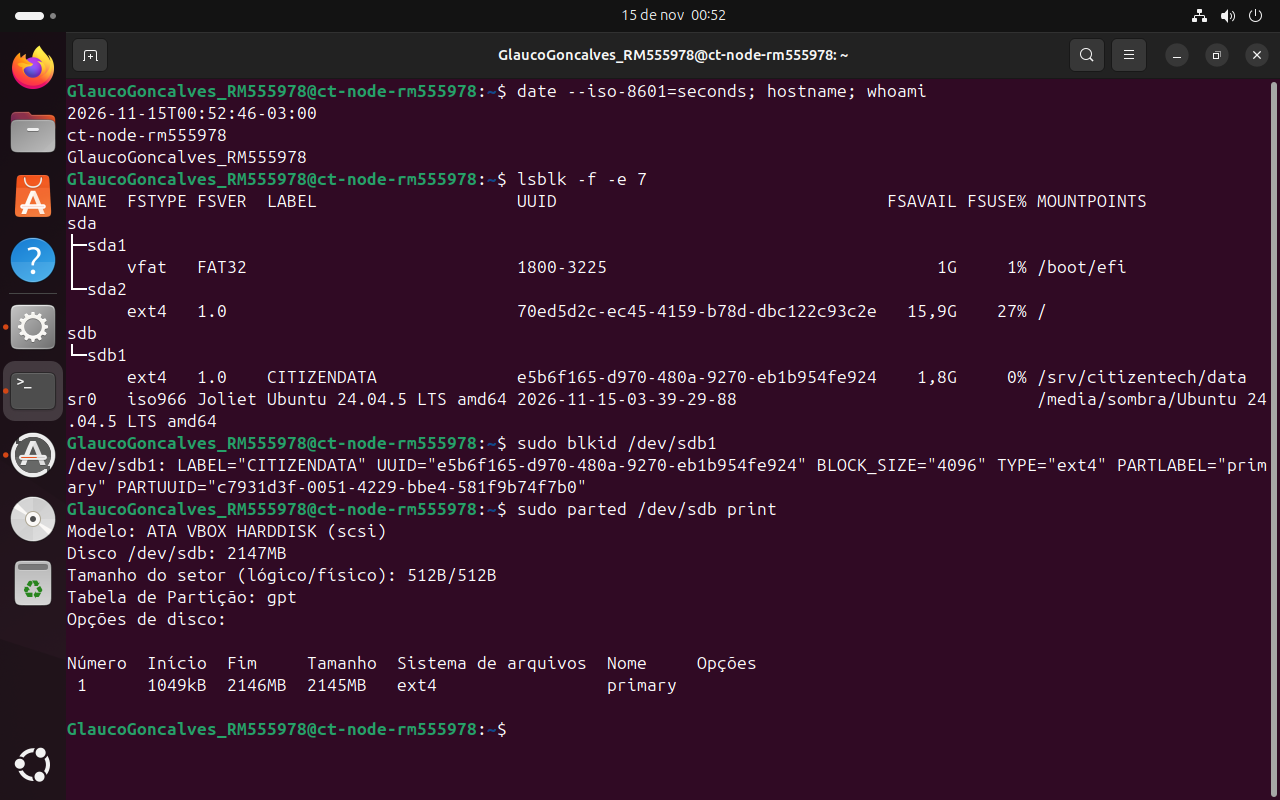 15 de nov  00:52
GlaucoGoncalves_RM555978@ct-node-rm555978: ~
GlaucoGoncalves_RM555978@ct-node-rm555978:~$ date --iso-8601=seconds; hostname; whoami
2026-11-15T00:52:46-03:00
ct-node-rm555978
GlaucoGoncalves_RM555978
GlaucoGoncalves_RM555978@ct-node-rm555978:~$ lsblk -f -e 7
NAME  FSTYPE FSVER  LABEL                    UUID                                 FSAVAIL FSUSE% MOUNTPOINTS
sda
├─sda1
      vfat   FAT32                           1800-3225                                 1G     1% /boot/efi
└─sda2
      ext4   1.0                             70ed5d2c-ec45-4159-b78d-dbc122c93c2e   15,9G    27% /
sdb
└─sdb1
      ext4   1.0    CITIZENDATA              e5b6f165-d970-480a-9270-eb1b954fe924    1,8G     0% /srv/citizentech/data
sr0   iso966 Joliet Ubuntu 24.04.5 LTS amd64 2026-11-15-03-39-29-88                              /media/sombra/Ubuntu 24
.04.5 LTS amd64
GlaucoGoncalves_RM555978@ct-node-rm555978:~$ sudo blkid /dev/sdb1
/dev/sdb1: LABEL="CITIZENDATA" UUID="e5b6f165-d970-480a-9270-eb1b954fe924" BLOCK_SIZE="4096" TYPE="ext4" PARTLABEL="prim
ary" PARTUUID="c7931d3f-0051-4229-bbe4-581f9b74f7b0"
GlaucoGoncalves_RM555978@ct-node-rm555978:~$ sudo parted /dev/sdb print
Modelo: ATA VBOX HARDDISK (scsi)
Disco /dev/sdb: 2147MB
Tamanho do setor (lógico/físico): 512B/512B
Tabela de Partição: gpt
Opções de disco:
Número  Início  Fim     Tamanho  Sistema de arquivos  Nome     Opções
 1      1049kB  2146MB  2145MB   ext4                 primary
GlaucoGoncalves_RM555978@ct-node-rm555978:~$